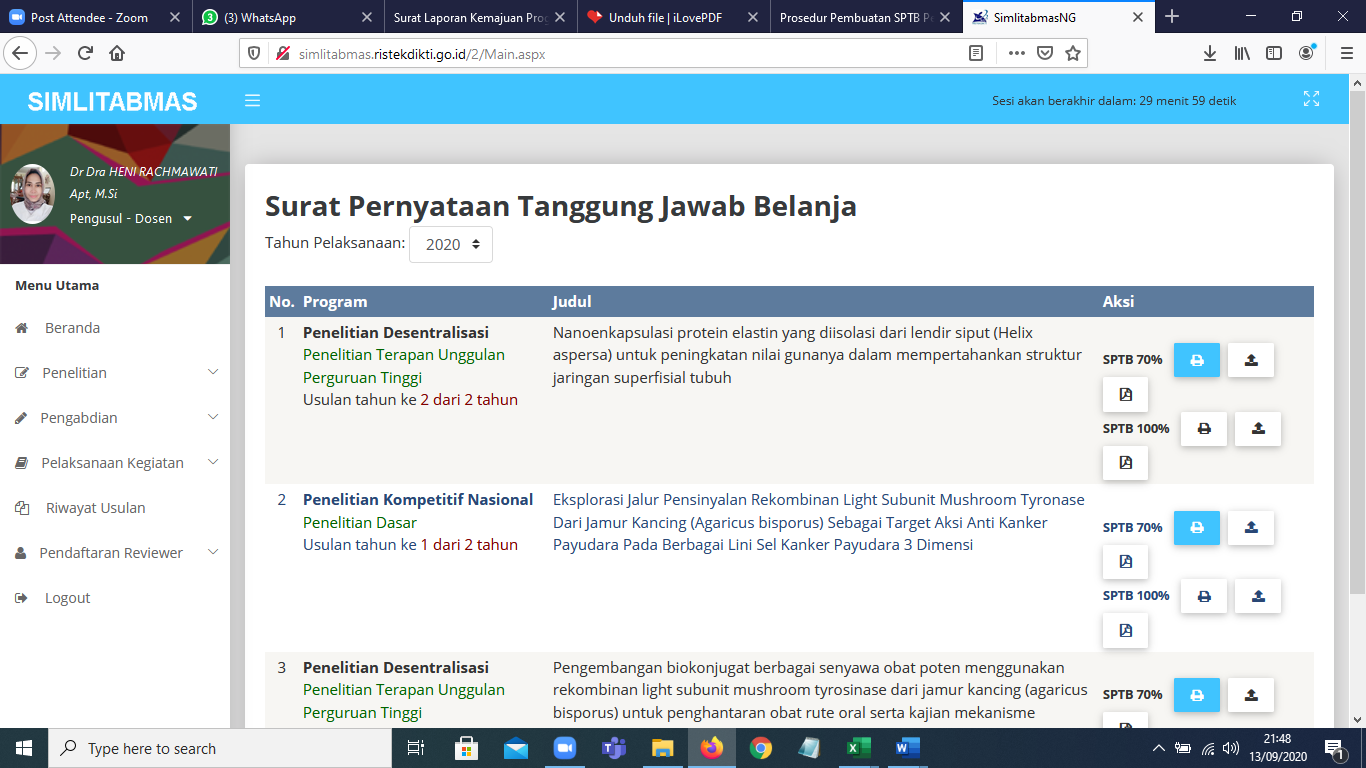 Post Attendee - Zoom
(3) WhatsApp
Surat Laporan Kemajuan Pro
Unduh file | iLovePDF
Prosedur Pembuatan SPTB P
SimlitabmasNG
simlitabmas.ristekdikti.go.id/2/Main.aspx
SIMLITABMAS
Sesi akan berakhir dalam: 29 menit 59 detik
Dr Dra HENI RACHMAWATI
Apt, M.Si
Pengusul - Dosen
Menu Utama
Beranda
Penelitian
Pengabdian
Pelaksanaan Kegiatan
Riwayat Usulan
Pendaftaran Reviewer
Logout
Surat Pernyataan Tanggung Jawab Belanja
Tahun Pelaksanaan: 2020
No. Program Judul Aksi
1 Penelitian Desentralisasi
Penelitian Terapan Unggulan
Perguruan Tinggi
Usulan tahun ke 2 dari 2 tahun
Nanoenkapsulasi protein elastin yang diisolasi dari lendir siput (Helix
aspersa) untuk peningkatan nilai gunanya dalam mempertahankan struktur
jaringan superfisial tubuh
SPTB 70%
SPTB 100%
2 Penelitian Kompetitif Nasional
Penelitian Dasar
Usulan tahun ke 1 dari 2 tahun
Eksplorasi Jalur Pensinyalan Rekombinan Light Subunit Mushroom Tyronase
Dari Jamur Kancing (Agaricus bisporus) Sebagai Target Aksi Anti Kanker
Payudara Pada Berbagai Lini Sel Kanker Payudara 3 Dimensi
SPTB 70%
SPTB 100%
3 Penelitian Desentralisasi
Penelitian Terapan Unggulan
Perguruan Tinggi
Pengembangan biokonjugat berbagai senyawa obat poten menggunakan
rekombinan light subunit mushroom tyrosinase dari jamur kancing (agaricus
bisporus) untuk penghantaran obat rute oral serta kajian mekanisme
SPTB 70%
Type here to search
21:48
13/09/2020
1